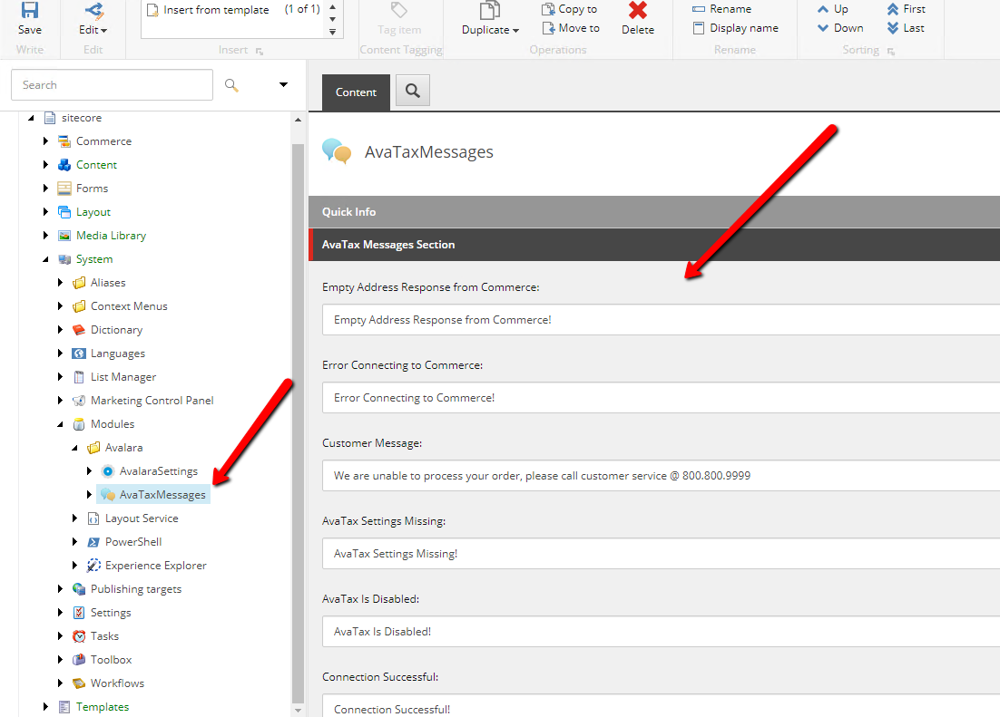 Save
Write
Edit
Edit
Insert from template (1 of 1)
Insert
Tag item
Content Tagging
Duplicate
Copy to
Move to
Delete
Operations
Rename
Display name
Rename
Up
Down
First
Last
Sorting
Search
sitecore
Commerce
Content
Forms
Layout
Media Library
System
Aliases
Context Menus
Dictionary
Languages
List Manager
Marketing Control Panel
Modules
Avalara
AvalaraSettings
AvaTaxMessages
Layout Service
PowerShell
Experience Explorer
Publishing targets
Settings
Tasks
Toolbox
Workflows
Templates
Content
AvaTaxMessages
Quick Info
AvaTax Messages Section
Empty Address Response from Commerce:
Empty Address Response from Commerce!
Error Connecting to Commerce:
Error Connecting to Commerce!
Customer Message:
We are unable to process your order, please call customer service @ 800.800.9999
AvaTax Settings Missing:
AvaTax Settings Missing!
AvaTax Is Disabled:
AvaTax Is Disabled!
Connection Successful:
Connection Successful!